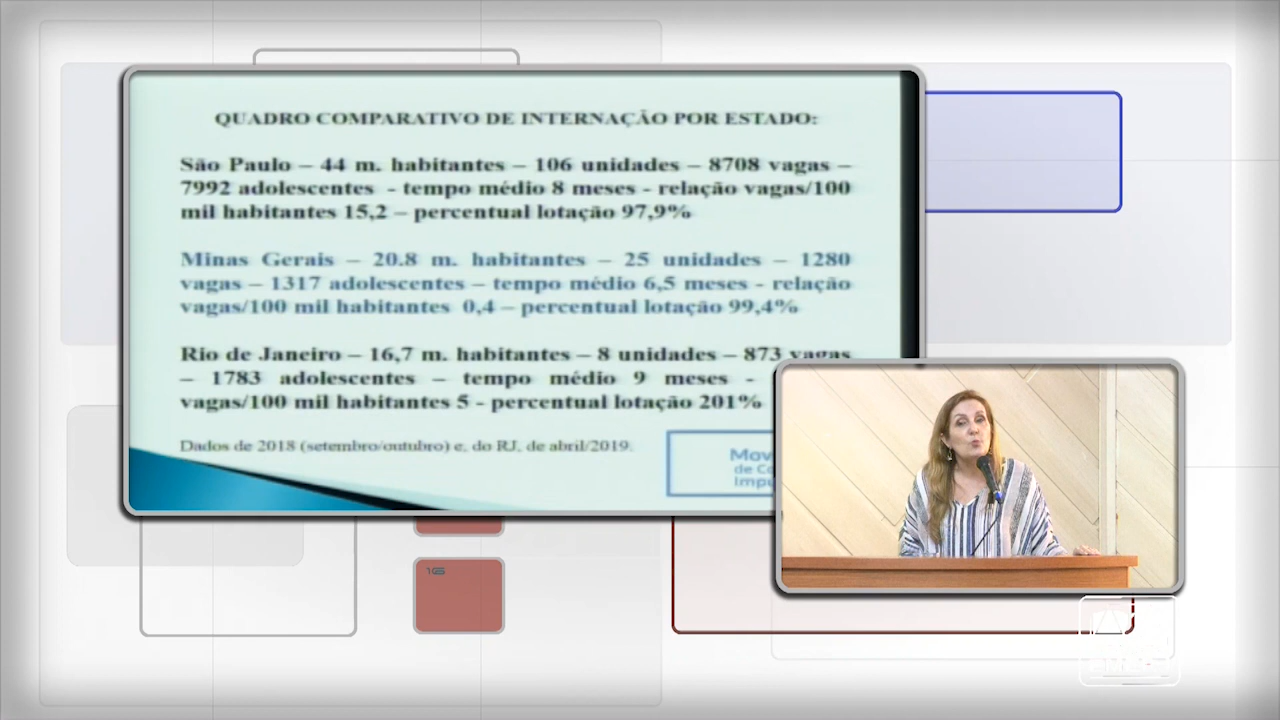 QUADRO COMPARATIVO DE INTERNAÇÃO POR ESTADO:
São Paulo – 44 m. habitantes – 106 unidades – 8708 vagas –
7992 adolescentes - tempo médio 8 meses - relação vagas/100
mil habitantes 15,2 – percentual lotação 97,9%
Minas Gerais – 20.8 m. habitantes – 25 unidades – 1280
vagas – 1317 adolescentes – tempo médio 6,5 meses - relação
vagas/100 mil habitantes 0,4 – percentual lotação 99,4%
Rio de Janeiro – 16,7 m. habitantes – 8 unidades – 873 vagas
– 1783 adolescentes – tempo médio 9 meses -
vagas/100 mil habitantes 5 - percentual lotação 201%
Dados de 2018 (setembro/outubro) e, do RJ, de abril/2019.
Mov
de Co
Impu